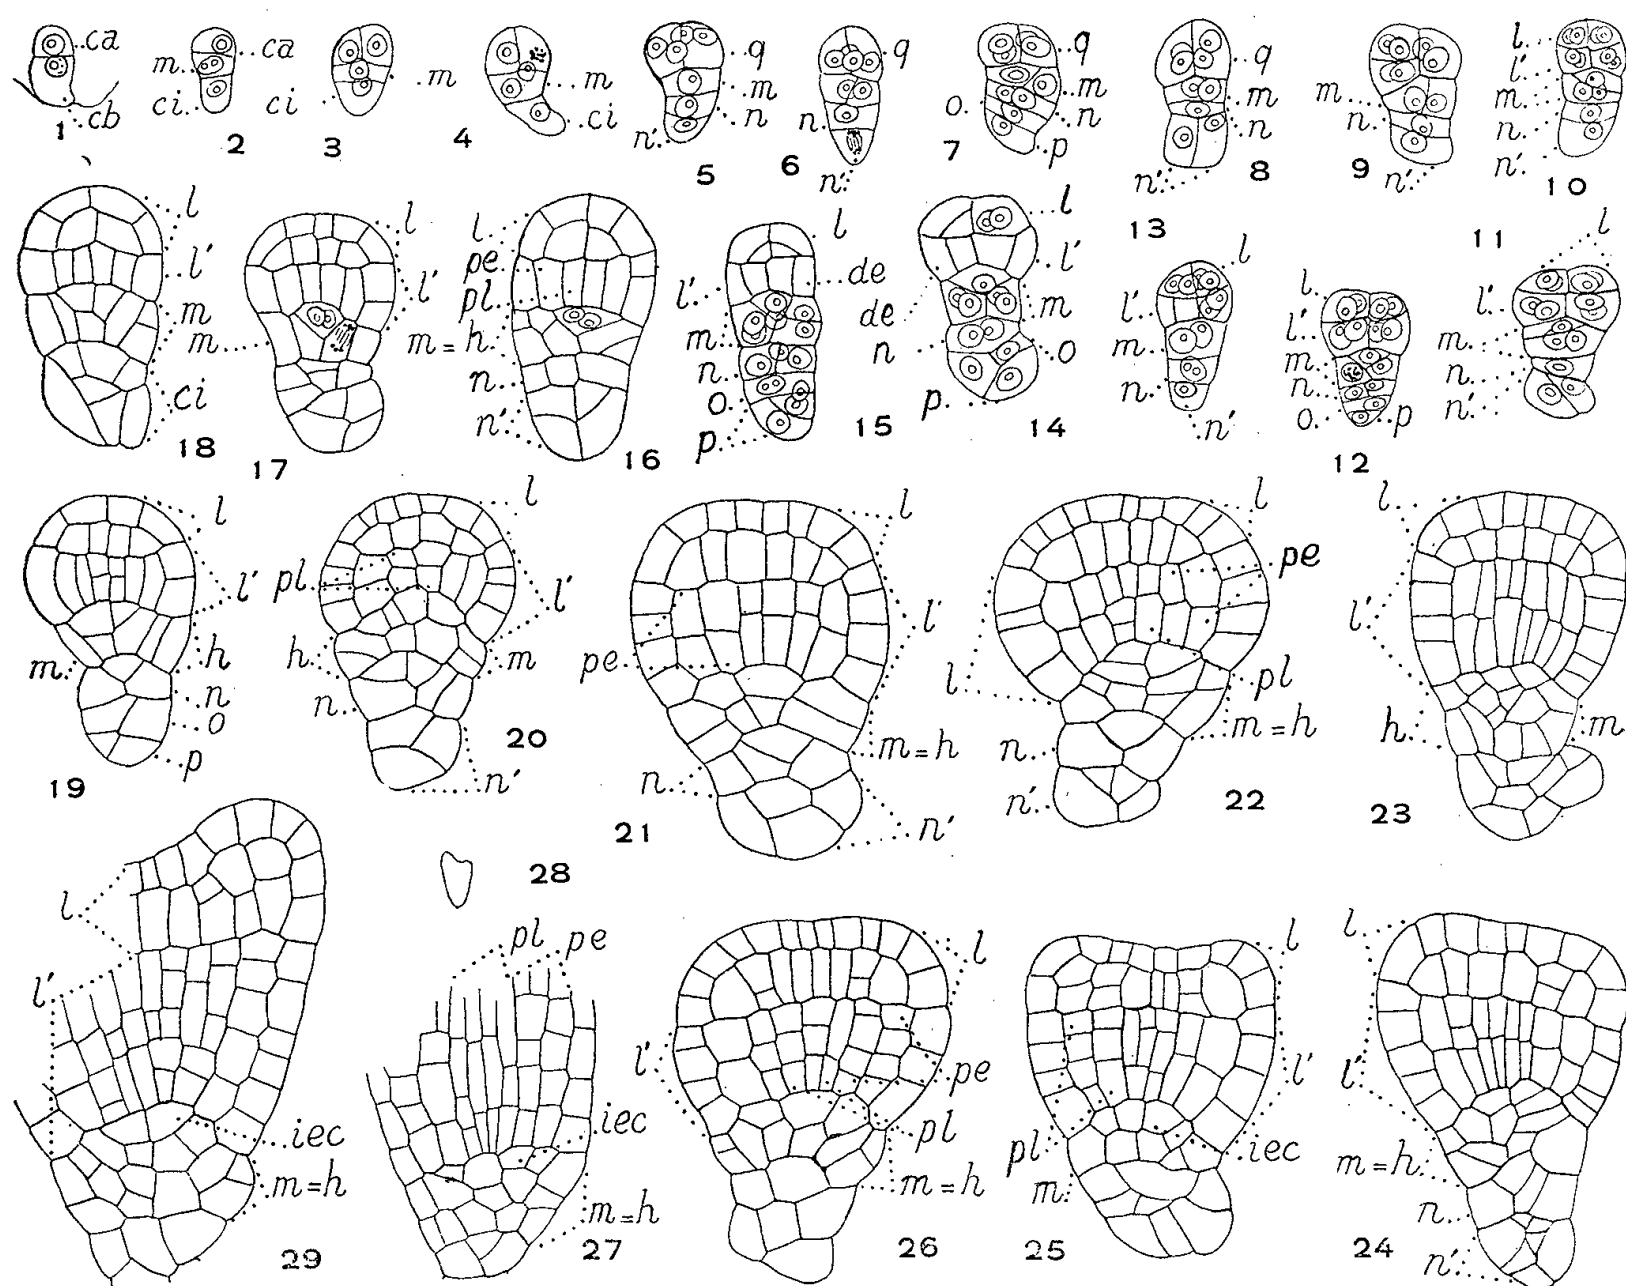 ca
cb
1
ca
m
ci
2
m
ci
3
m
ci
4
q
m
n
n'
5
q
n
n'
6
q
m
n
o
p
7
q
m
n
n'
8
m
n
n'
9
l
l'
m
n
n'
10
l
l'
m
m
ci
18
l
l'
m
17
l
pe
pl
m=h
n
n'
16
l
de
l'
m
n
o
p
15
l
l'
de
m
n
o
p
14
13
l
l'
m
n
n'
l
l'
m
n
o
p
12
11
l
l'
m
n
n'
l
l'
m
h
n
o
p
19
l
pl
l'
h
m
n
n'
20
l
l'
pe
m=h
n
n'
21
l
pe
l
pl
m=h
n
n'
22
l
l'
h
m
23
l
l'
iec
m=h
29
28
pl
pe
iec
m=h
27
l
l'
pe
pl
m=h
26
l
l'
pl
iec
m
25
l
l'
m=h
n
n'
24